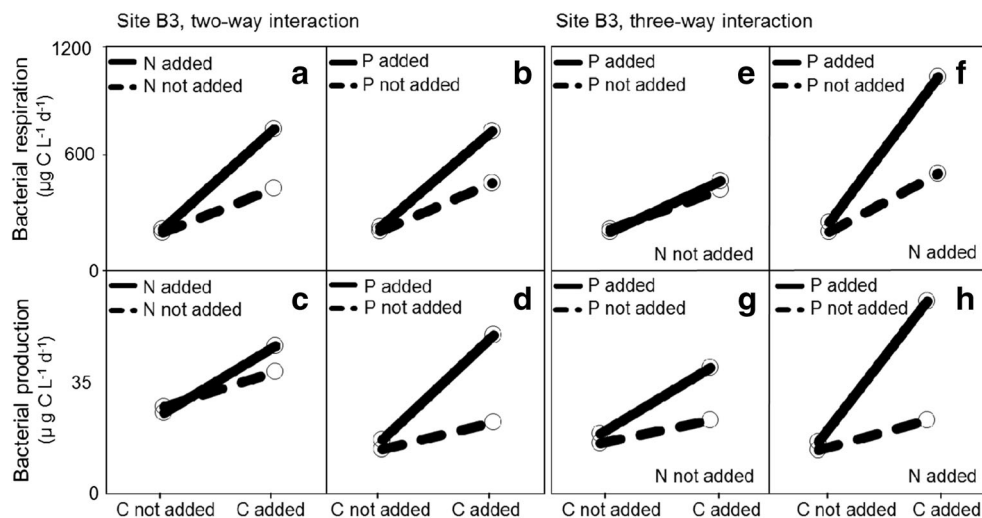 Site B3, two-way interaction
Site B3, three-way interaction
Bacterial respiration
(µg C L-1 d-1)
1200
600
0
N added
N not added
a
P added
P not added
b
P added
P not added
e
N not added
P added
P not added
f
N added
Bacterial production
(µ g C L-1 d-1)
35
0
N added
N not added
c
P added
P not added
d
P added
P not added
g
N not added
P added
P not added
h
N added
C not added
C added
C not added
C added
C not added
C added
C not added
C added